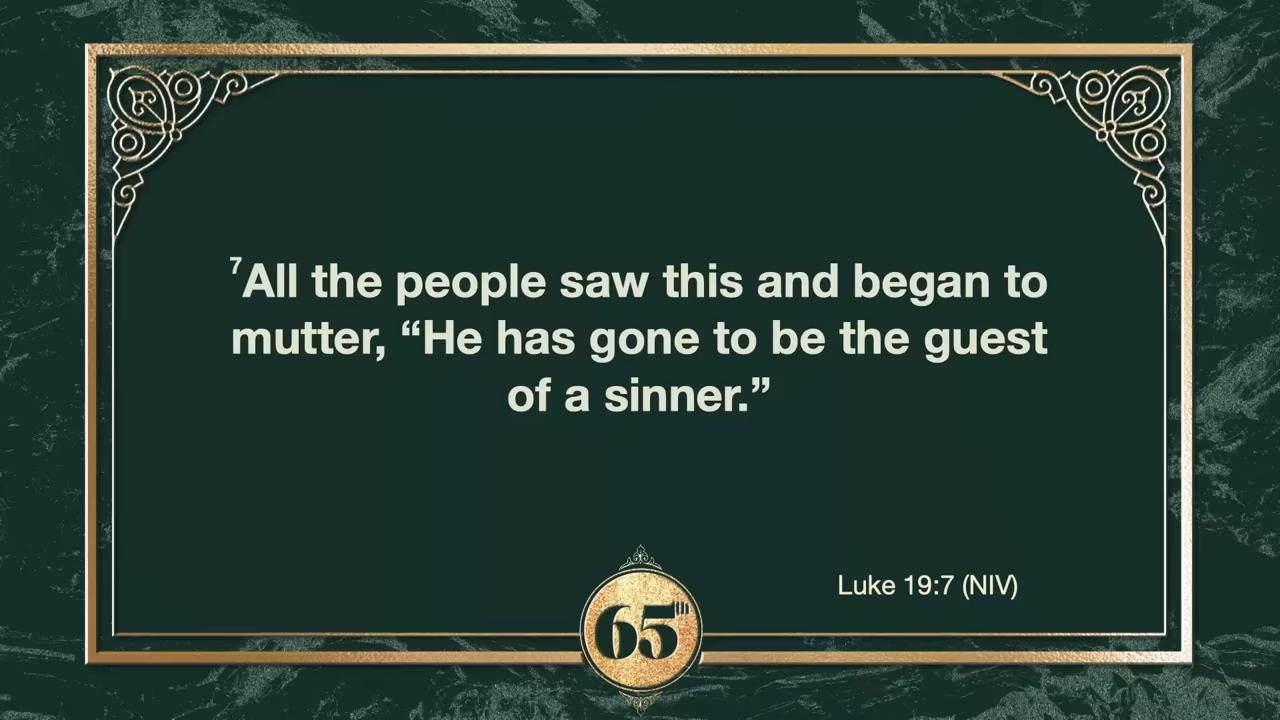 ⁷All the people saw this and began to
mutter, “He has gone to be the guest
of a sinner.”
Luke 19:7 (NIV)
65